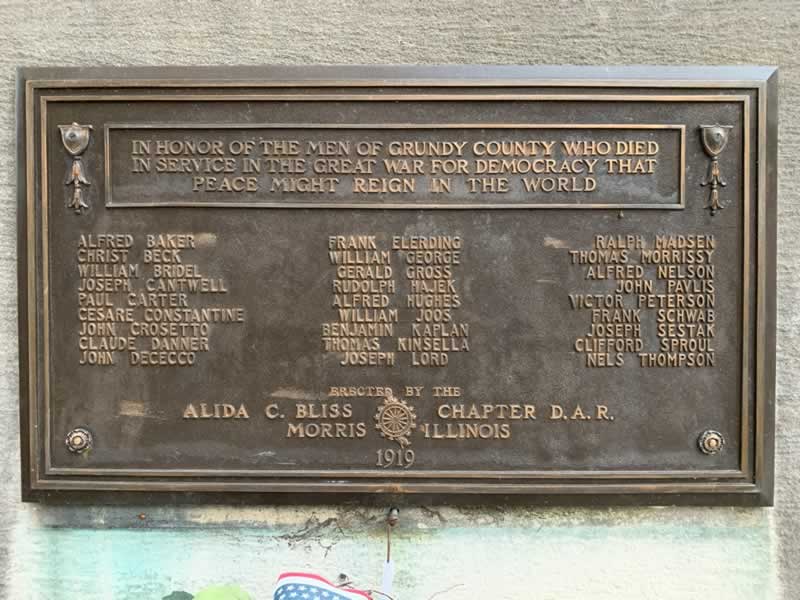 IN HONOR OF THE MEN OF GRUNDY COUNTY WHO DIED
IN SERVICE IN THE GREAT WAR FOR DEMOCRACY THAT
PEACE MIGHT REIGN IN THE WORLD
ALFRED BAKER
CHRIST BECK
WILLIAM BRIDEL
JOSEPH CANTWELL
PAUL CARTER
CESARE CONSTANTINE
JOHN CROSETTO
CLAUDE DANNER
JOHN DECECCO
FRANK ELERDING
WILLIAM GEORGE
GERALD GROSS
RUDOLPH HAJEK
ALFRED HUGHES
WILLIAM JOOS
BENJAMIN KAPLAN
THOMAS KINSELLA
JOSEPH LORD
RALPH MADSEN
THOMAS MORRISSY
ALFRED NELSON
JOHN PAVLIS
VICTOR PETERSON
FRANK SCHWAB
JOSEPH SESTAK
CLIFFORD SPROUL
NELS THOMPSON
ERECTED BY THE
ALIDA C. BLISS CHAPTER D.A.R.
MORRIS ILLINOIS
1919